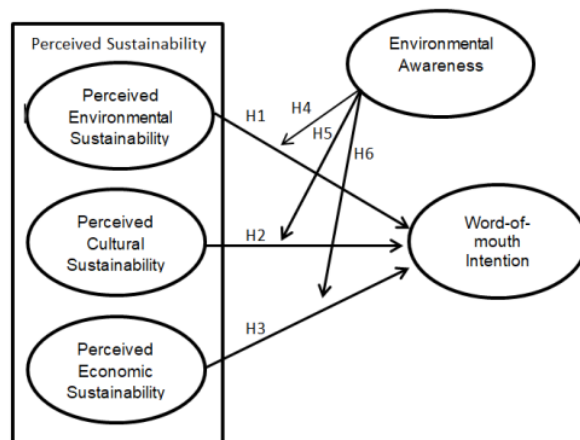 Perceived Sustainability
Environmental
Awareness
Perceived
Environmental
Sustainability
H1
H4
H5
H6
Perceived
Cultural
Sustainability
H2
Word-of-
mouth
Intention
H3
Perceived
Economic
Sustainability